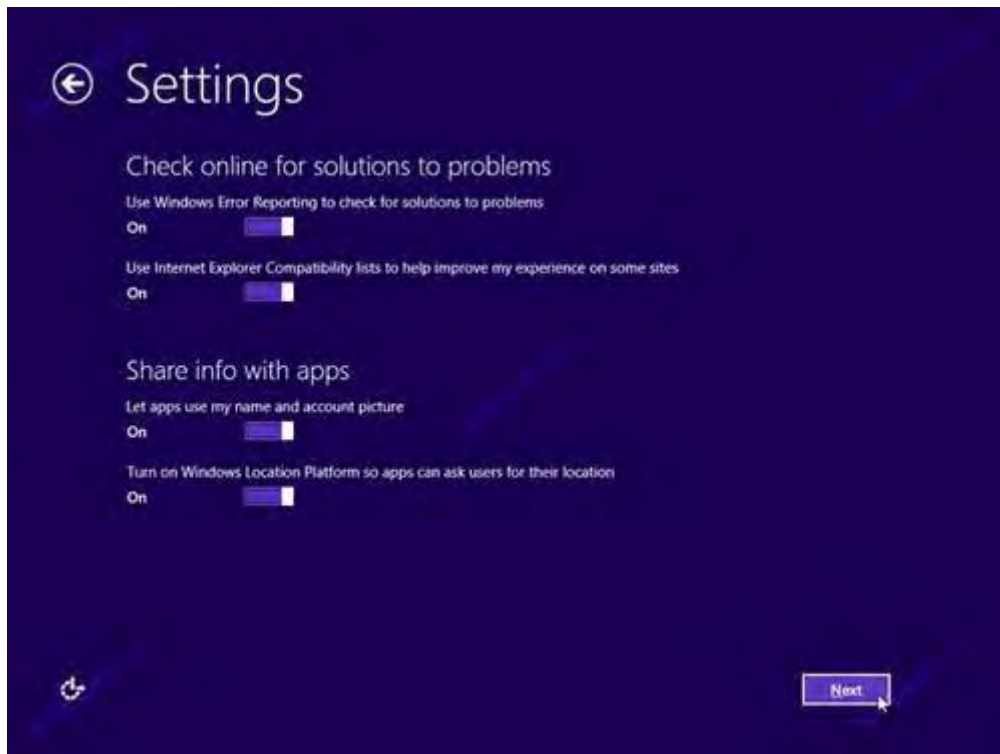 Settings
Check online for solutions to problems
Use Windows Error Reporting to check for solutions to problems
On
Use Internet Explorer Compatibility lists to help improve my experience on some sites
On
Share info with apps
Let apps use my name and account picture
On
Turn on Windows Location Platform so apps can ask users for their location
On
Next